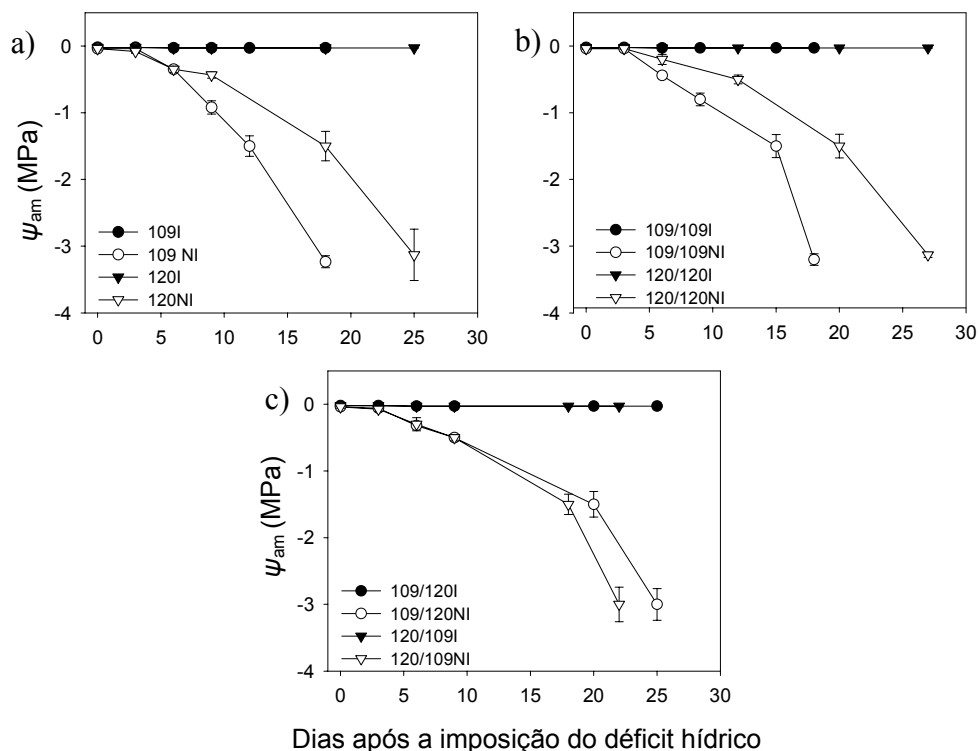 a)
0
-1
-2
-3
-4
ψam (MPa)
109I
109 NI
120I
120NI
0 5 10 15 20 25 30
b)
0
-1
-2
-3
-4
109/109I
109/109NI
120/120I
120/120NI
0 5 10 15 20 25 30
c)
0
-1
-2
-3
-4
ψam (MPa)
109/120I
109/120NI
120/109I
120/109NI
0 5 10 15 20 25 30
Dias após a imposição do déficit hídrico